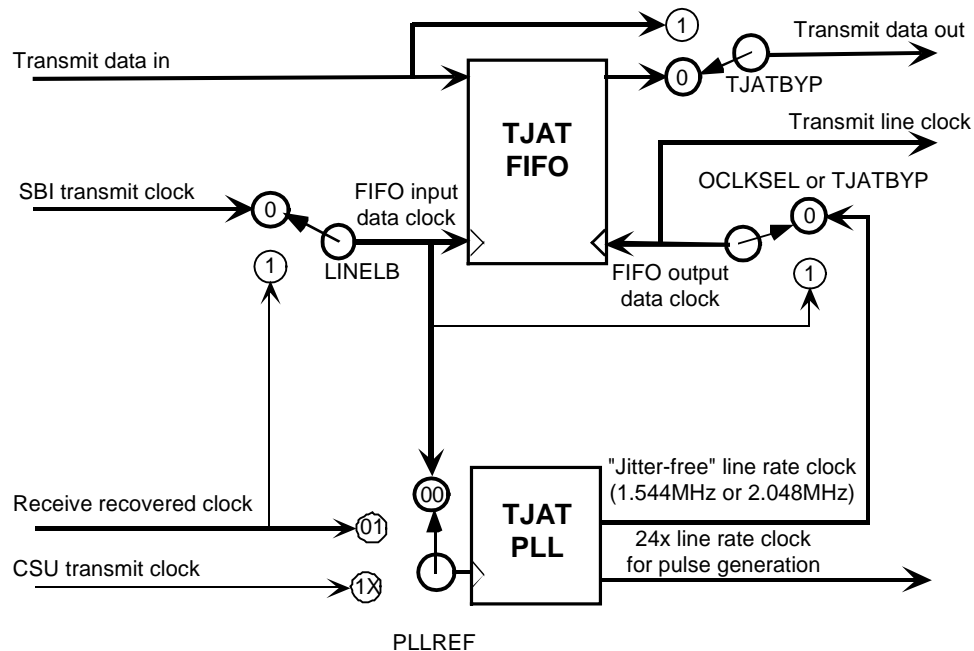 1
Transmit data out
Transmit data in
0
TJATBYP
TJAT
FIFO
Transmit line clock
SBI transmit clock
FIFO input
data clock
OCLKSEL or TJATBYP
0
0
LINELB
1
FIFO output
data clock
1
"Jitter-free" line rate clock
(1.544MHz or 2.048MHz)
Receive recovered clock
00
01
TJAT
PLL
24x line rate clock
for pulse generation
CSU transmit clock
1X
PLLREF